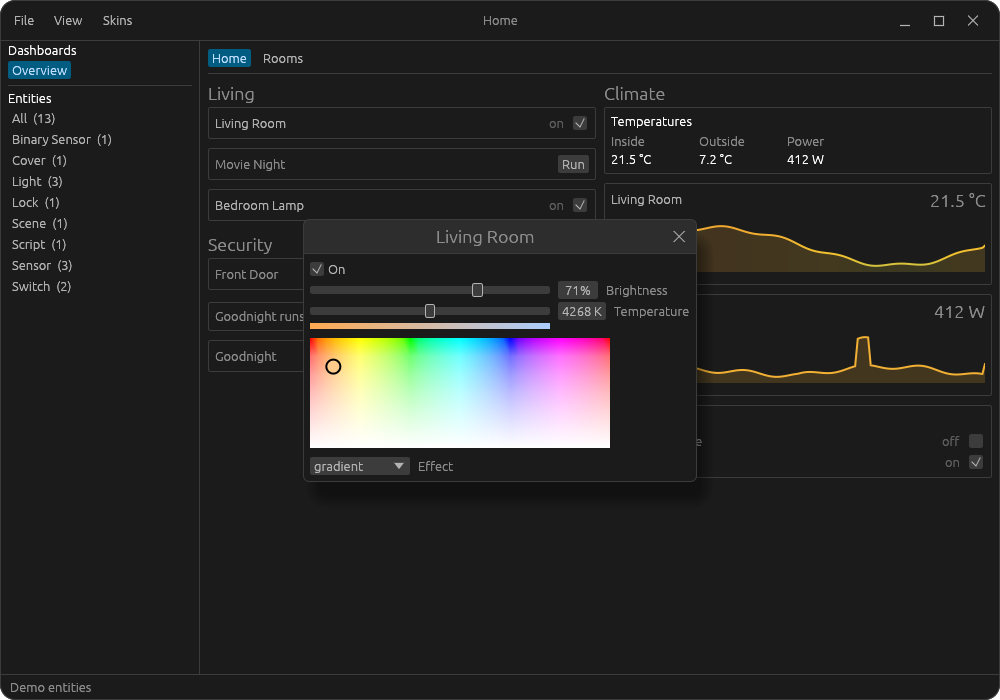 File View Skins
Home
Dashboards
Overview
Entities
All (13)
Binary Sensor (1)
Cover (1)
Light (3)
Lock (1)
Scene (1)
Script (1)
Sensor (3)
Switch (2)
Home Rooms
Living
Living Room on
Movie Night Run
Bedroom Lamp on
Security
Front Door
Goodnight runs
Goodnight
Climate
Temperatures
Inside Outside Power
21.5 °C 7.2 °C 412 W
Living Room 21.5 °C
412 W
off
on
Living Room
On
71% Brightness
4268 K Temperature
gradient Effect
Demo entities